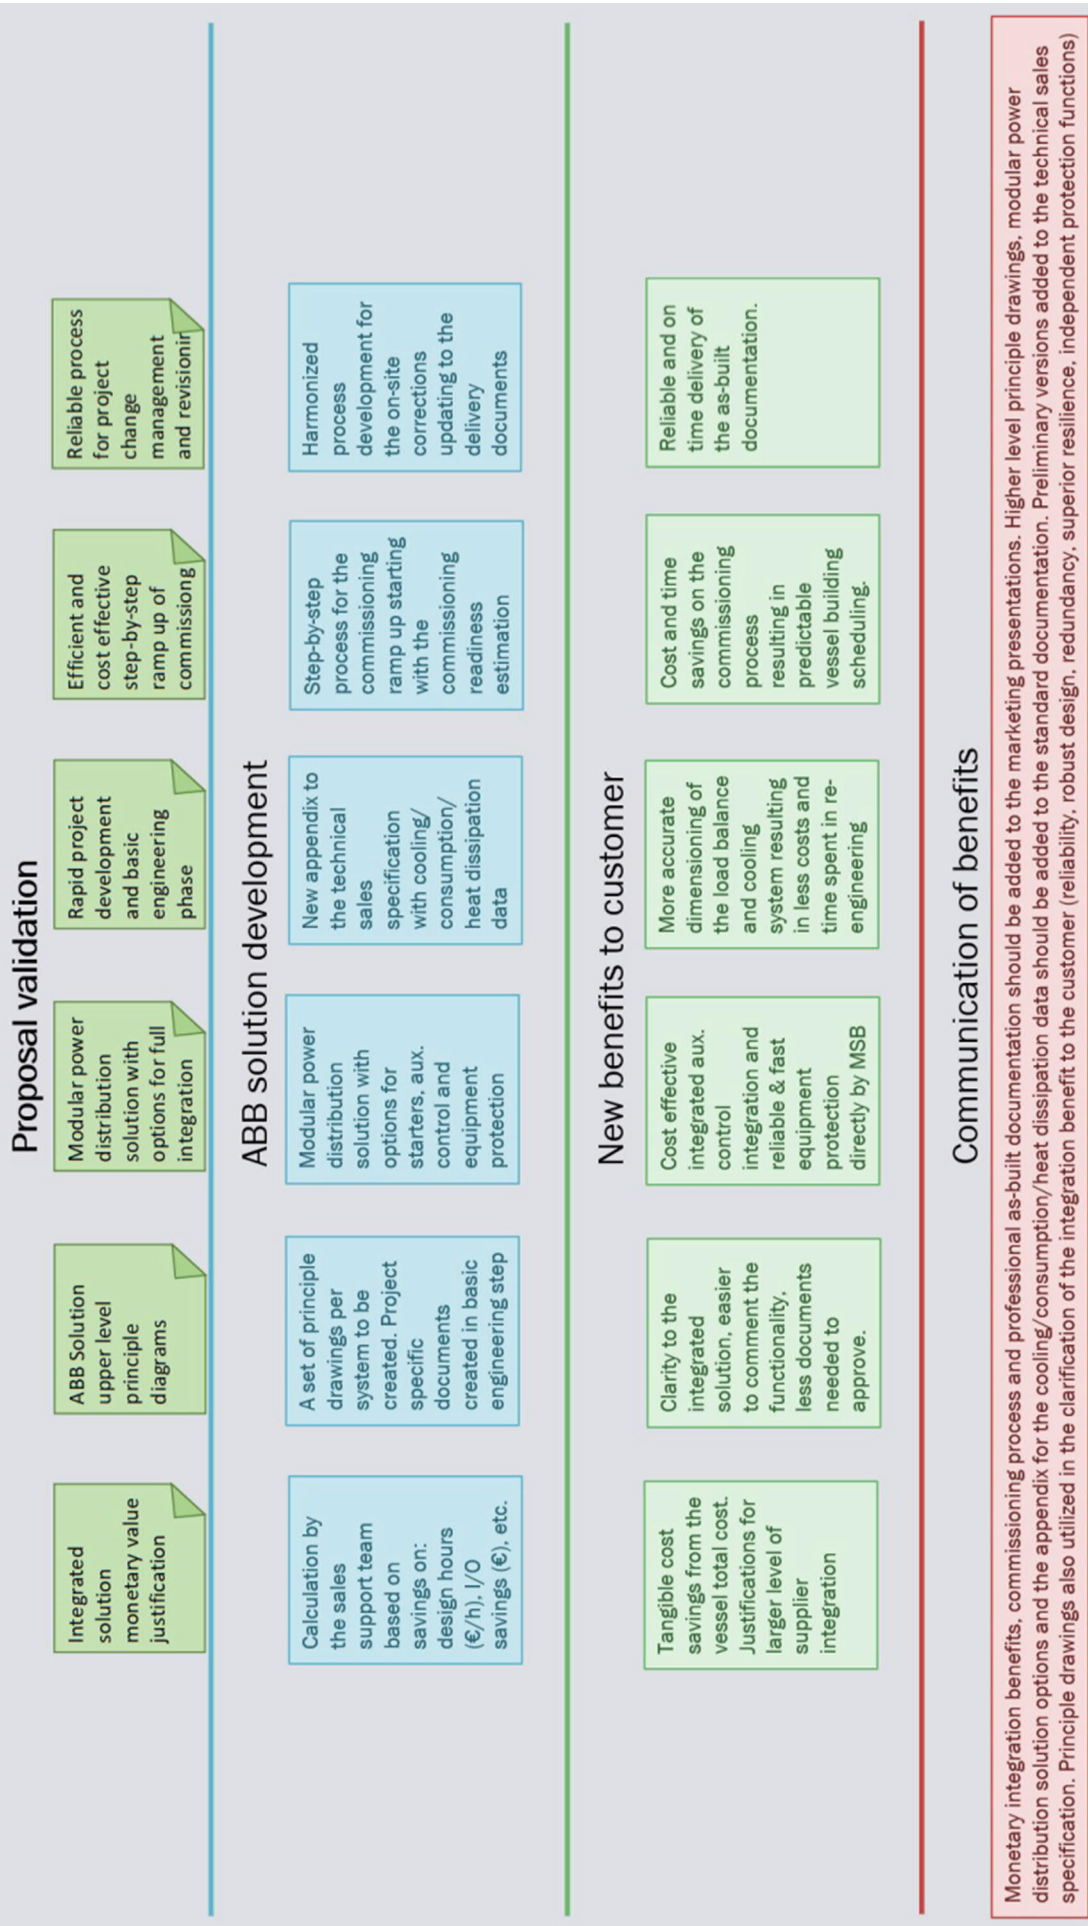 Proposal validation
Integrated
solution
monetary value
justification
ABB Solution
upper level
principle
diagrams
Modular power
distribution
solution with
options for full
integration
Rapid project
development
and basic
engineering
phase
Efficient and
cost effective
step-by-step
ramp up of
commissiong
Reliable process
for project
change
management
and revisionin
ABB solution development
Calculation by
the sales
support team
based on
savings on:
design hours
(€/h), I/O
savings (€), etc.
A set of principle
drawings per
system to be
created. Project
specific
documents
created in basic
engineering step
Modular power
distribution
solution with
options for
starters, aux.
control and
equipment
protection
New appendix to
the technical
sales
specification
with cooling/
consumption/
heat dissipation
data
Step-by-step
process for the
commissioning
ramp up starting
with the
commissioning
readiness
estimation
Harmonized
process
development for
the on-site
corrections
updating to the
delivery
documents
New benefits to customer
Tangible cost
savings from the
vessel total cost.
Justifications for
larger level of
supplier
integration
Clarity to the
integrated
solution, easier
to comment the
functionality,
less documents
needed to
approve.
Cost effective
integrated aux.
control
integration and
reliable & fast
equipment
protection
directly by MSB
More accurate
dimensioning of
the load balance
and cooling
system resulting
in less costs and
time spent in re-
engineering
Cost and time
savings on the
commissioning
process
resulting in
predictable
vessel building
scheduling.
Reliable and on
time delivery of
the as-built
documentation.
Communication of benefits
Monetary integration benefits, commissioning process and professional as-built documentation should be added to the marketing presentations. Higher level principle drawings, modular power
distribution solution options and the appendix for the cooling/consumption/heat dissipation data should be added to the standard documentation. Preliminary versions added to the technical sales
specification. Principle drawings also utilized in the clarification of the integration benefit to the customer (reliability, robust design, redundancy, superior resilience, independent protection functions)